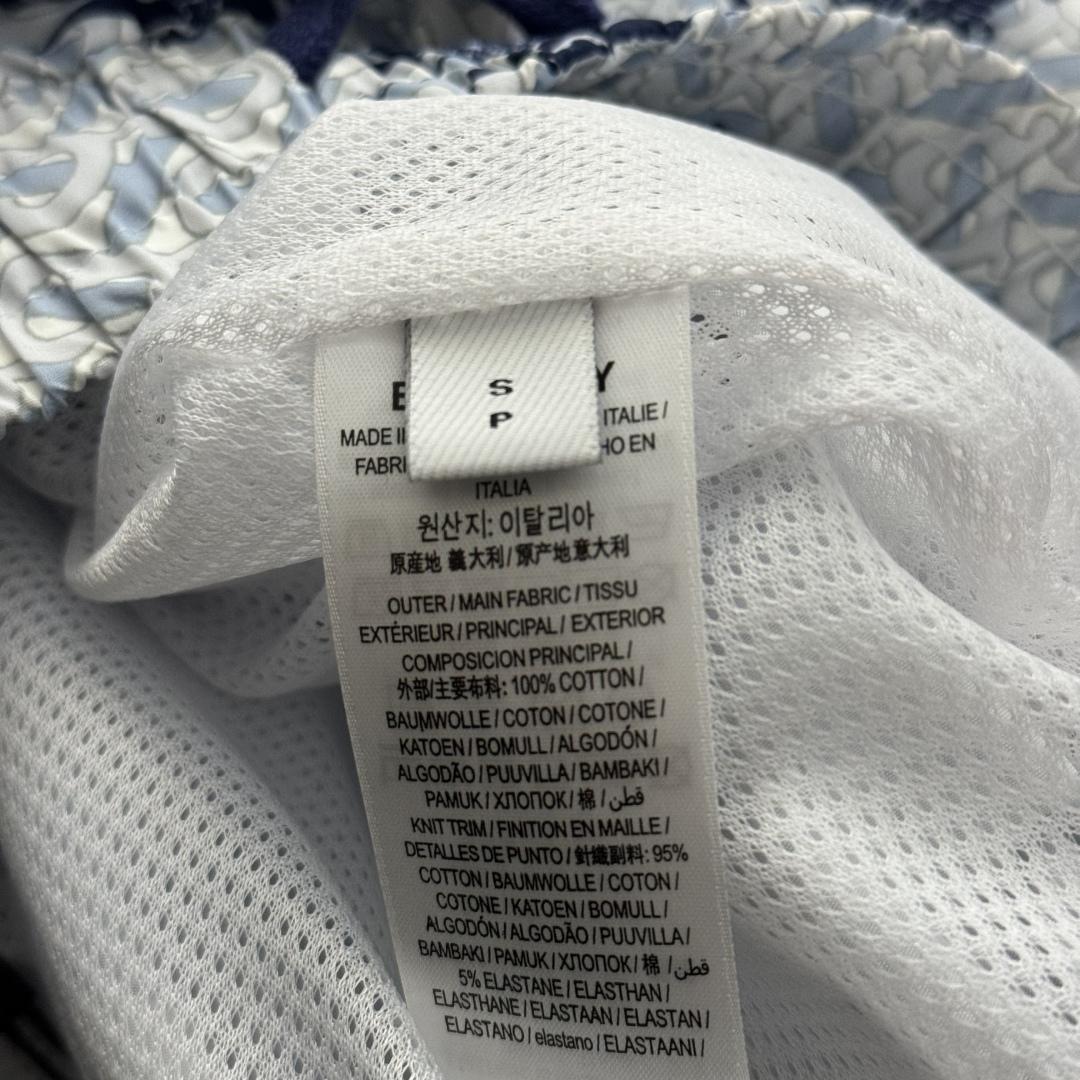 S
P
MADE
ITALIE /
FABRI
HO EN
ITALIA
원산지: 이탈리아
原産地 義大利 / 原产地意大利
OUTER / MAIN FABRIC / TISSU
EXTÉRIEUR / PRINCIPAL / EXTERIOR
COMPOSICION PRINCIPAL /
外部/主要布料: 100% COTTON /
BAUMWOLLE / COTON / COTONE /
KATOEN / BOMULL / ALGODÓN /
ALGODÃO / PUUVILLA / BAMBAKI /
PAMUK / ХЛОПОК / 棉 / قطن
KNIT TRIM / FINITION EN MAILLE /
DETALLES DE PUNTO / 針織副料: 95%
COTTON / BAUMWOLLE / COTON /
COTONE / KATOEN / BOMULL /
ALGODÓN / ALGODÃO / PUUVILLA /
BAMBAKI / PAMUK / ХЛОПОК / 棉 / قطن
5% ELASTANE / ELASTHAN /
ELASTHANE / ELASTAAN / ELASTAN /
ELASTANO / elastano / ELASTAANI /